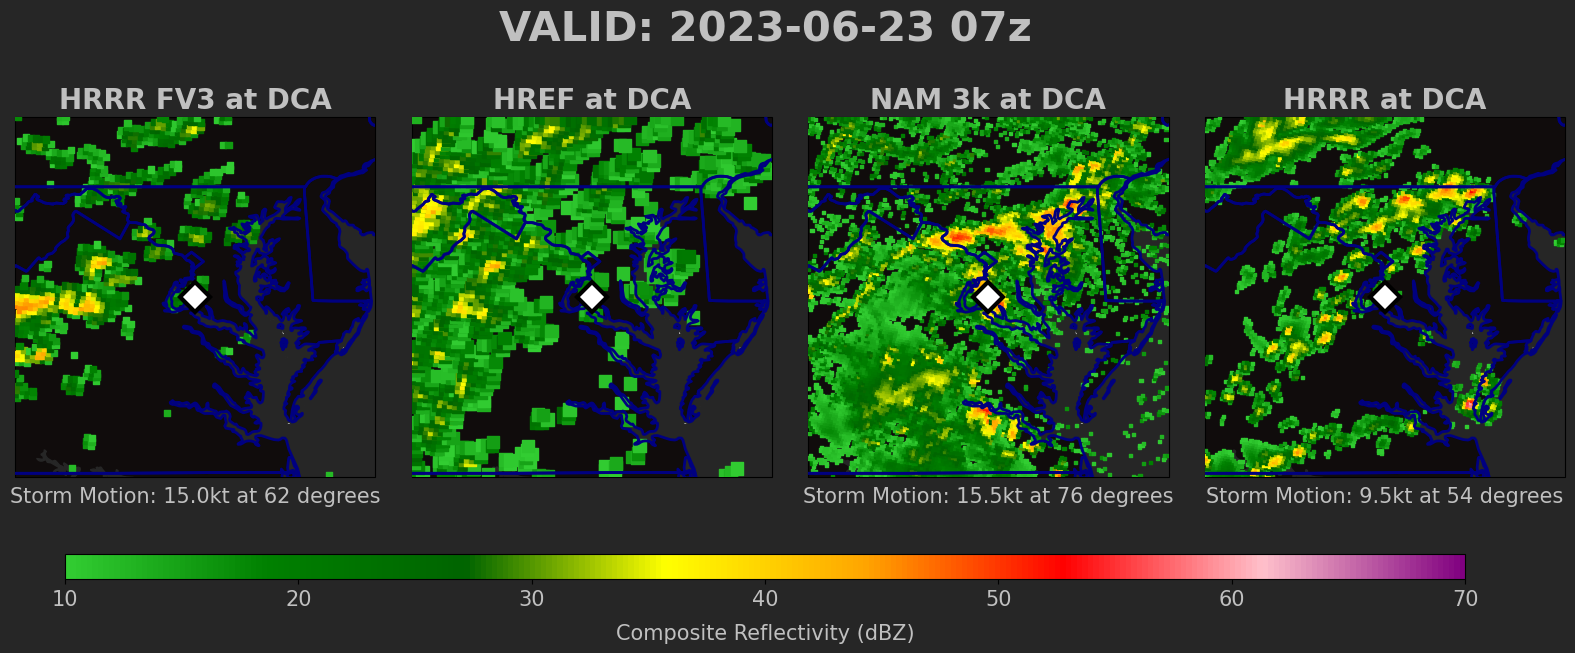 VALID: 2023-06-23 07z
HRRR FV3 at DCA
HREF at DCA
NAM 3k at DCA
HRRR at DCA
Storm Motion: 15.0kt at 62 degrees
Storm Motion: 15.5kt at 76 degrees
Storm Motion: 9.5kt at 54 degrees
10 20 30 40 50 60 70
Composite Reflectivity (dBZ)